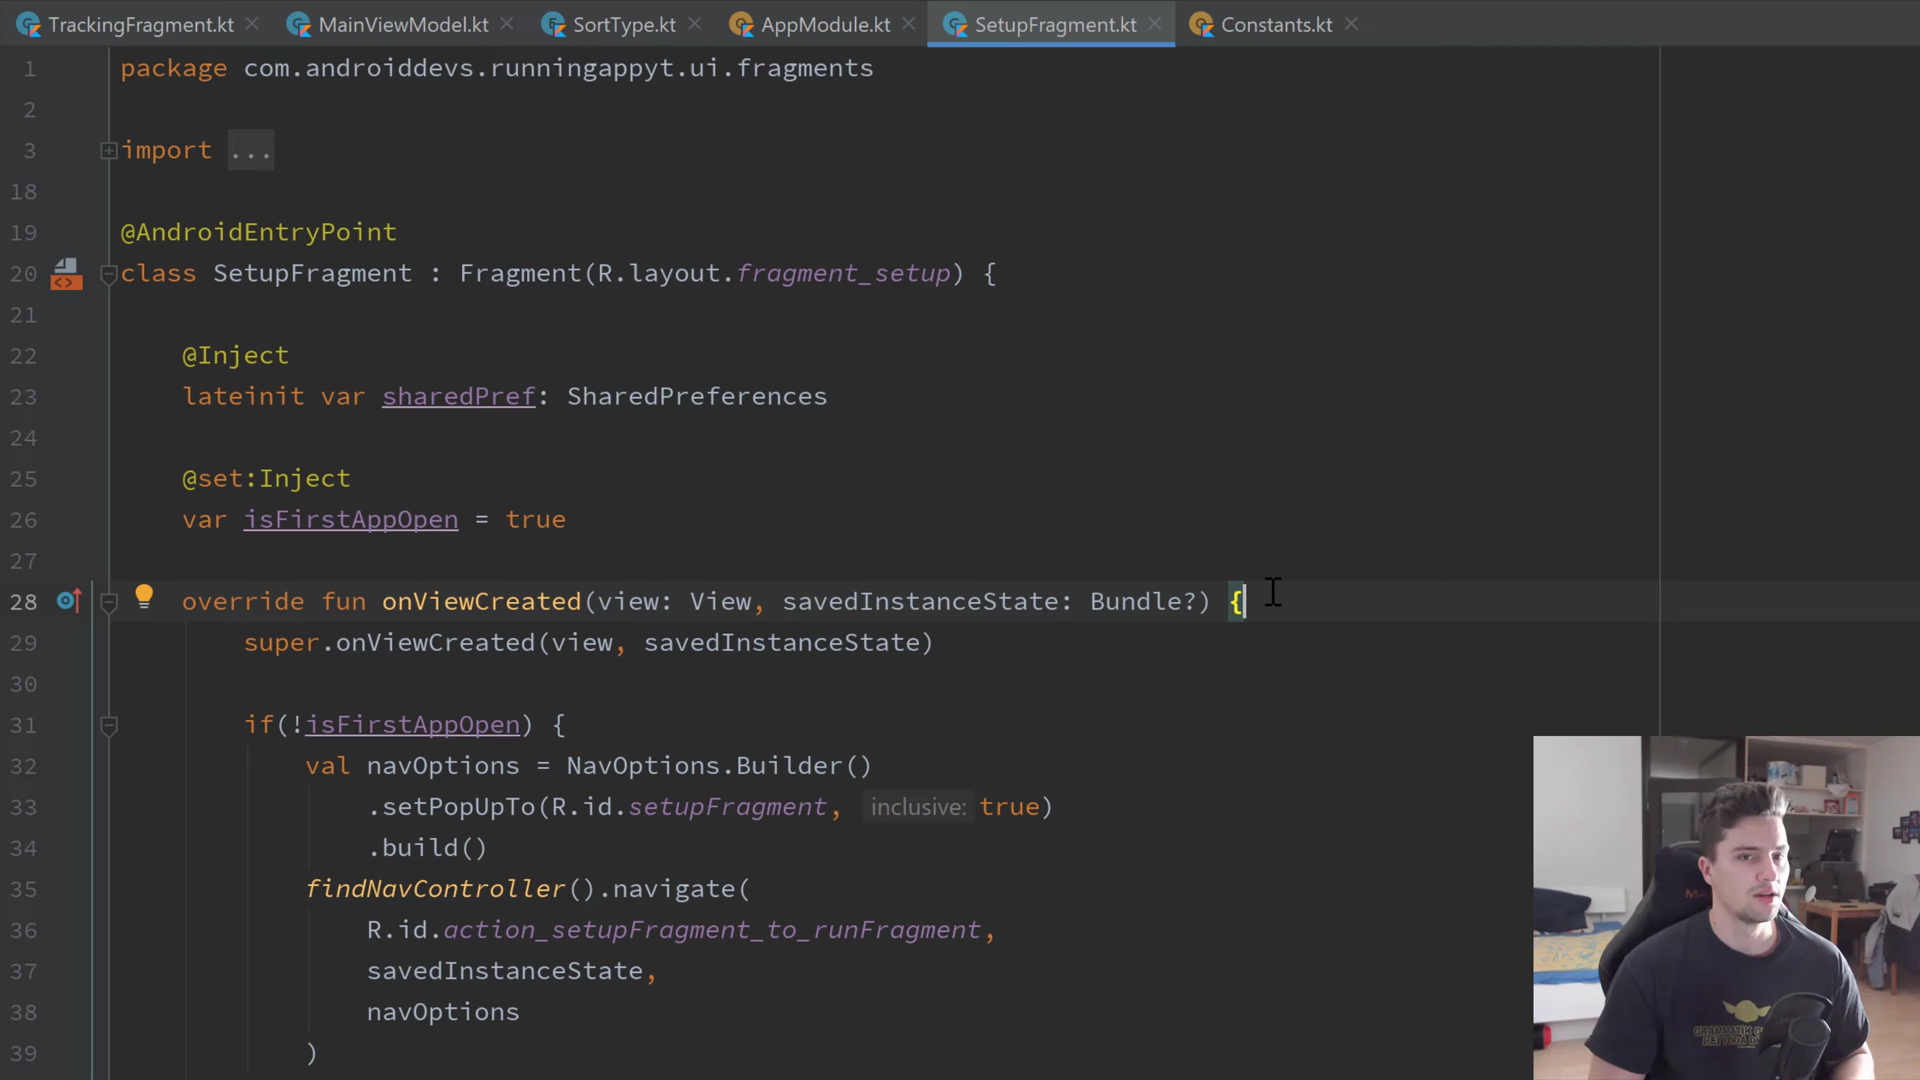 TrackingFragment.kt MainViewModel.kt SortType.kt AppModule.kt SetupFragment.kt Constants.kt
1 package com.androiddevs.runningappyt.ui.fragments
2
3 import ...
18
19 @AndroidEntryPoint
20 class SetupFragment : Fragment(R.layout.fragment_setup) {
21
22 @Inject
23 lateinit var sharedPref: SharedPreferences
24
25 @set:Inject
26 var isFirstAppOpen = true
27
28 override fun onViewCreated(view: View, savedInstanceState: Bundle?) {
29 super.onViewCreated(view, savedInstanceState)
30
31 if(!isFirstAppOpen) {
32 val navOptions = NavOptions.Builder()
33 .setPopUpTo(R.id.setupFragment, inclusive: true)
34 .build()
35 findNavController().navigate(
36 R.id.action_setupFragment_to_runFragment,
37 savedInstanceState,
38 navOptions
39 )